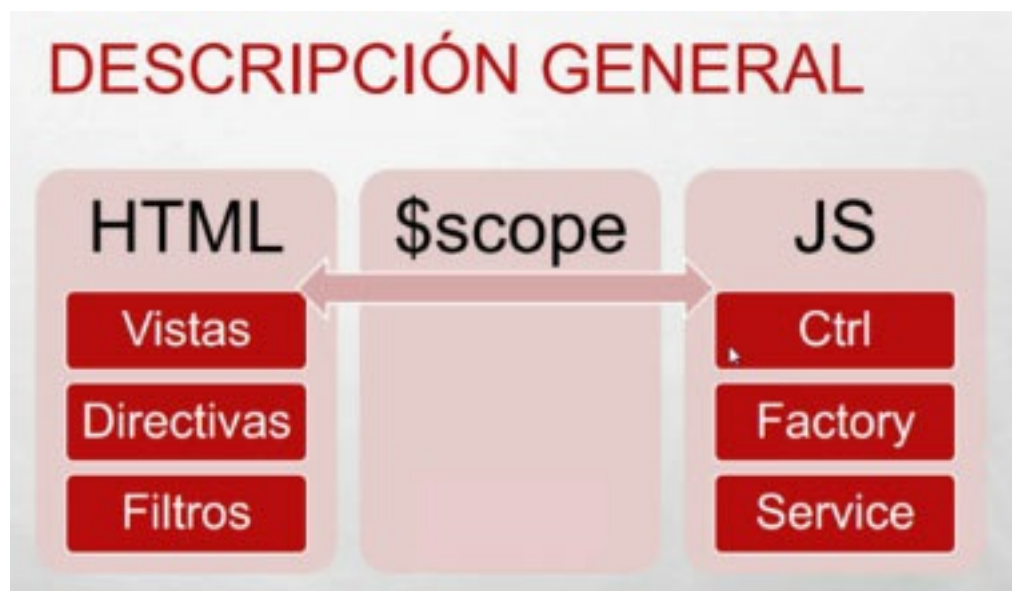 DESCRIPCIÓN GENERAL
HTML
Vistas
Directivas
Filtros
$scope
JS
Ctrl
Factory
Service